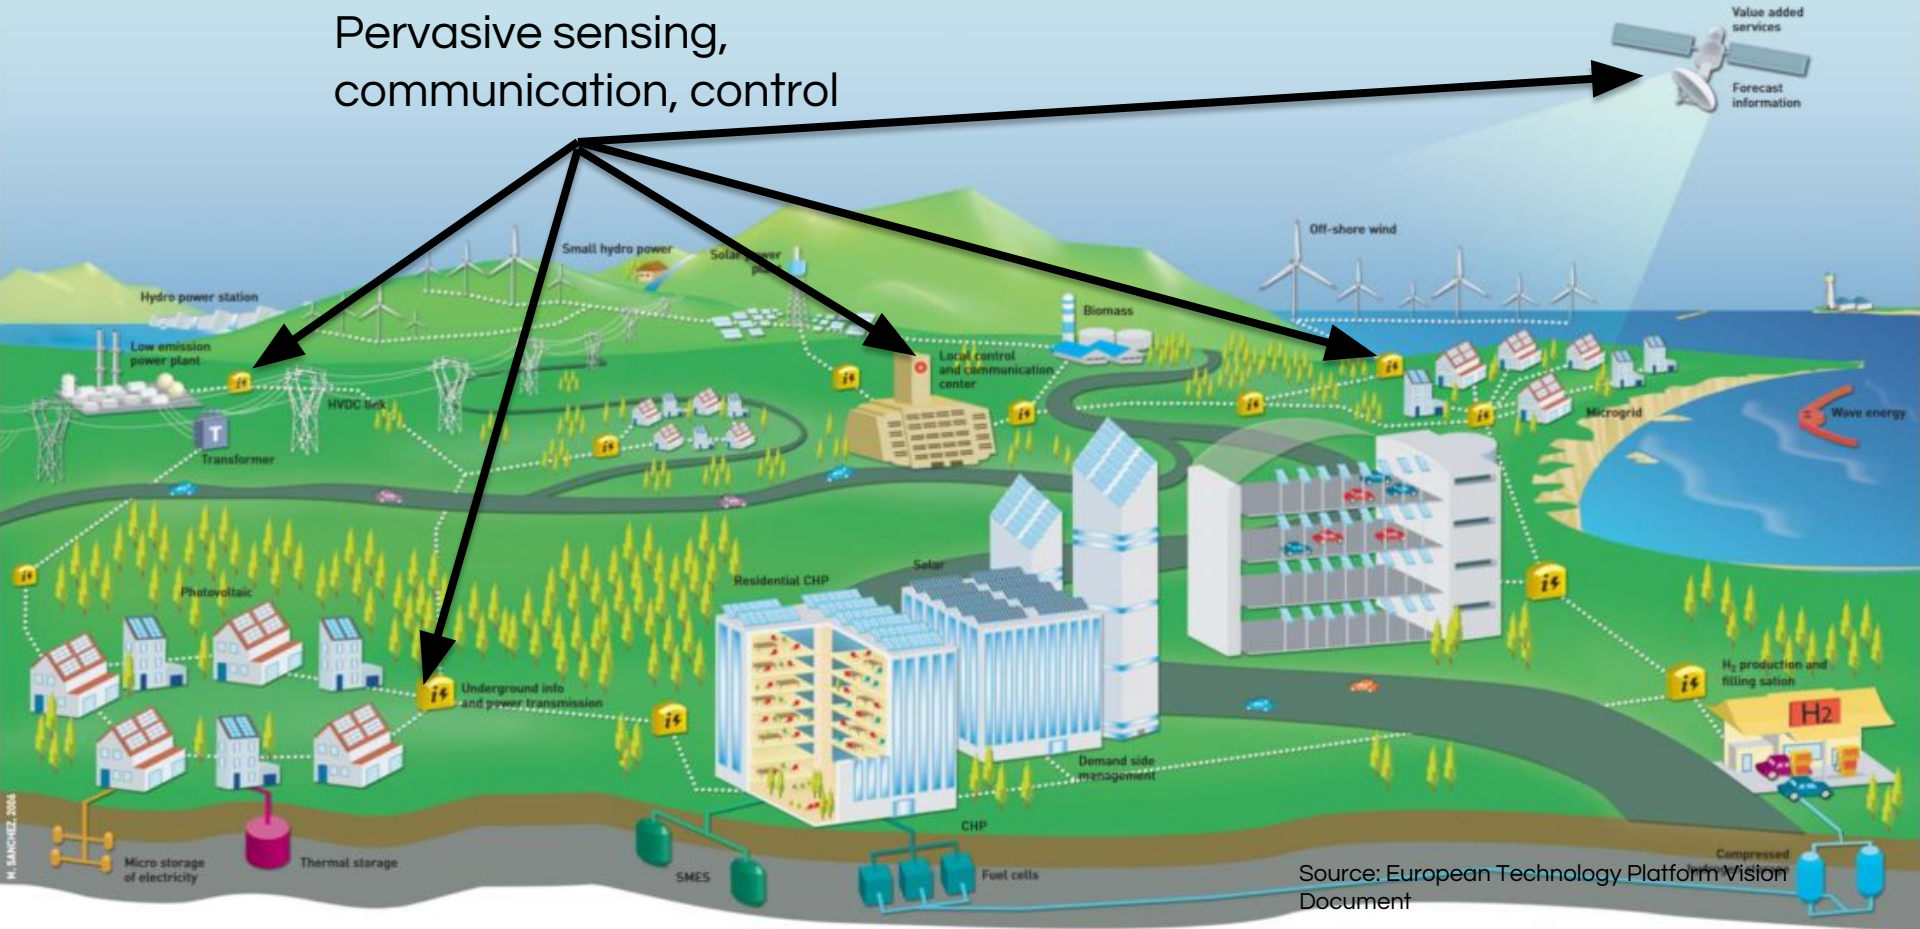 Pervasive sensing,
communication, control
Value added
services
Forecast
information
Off-shore wind
Small hydro power
Solar power
plant
Hydro power station
Biomass
Low emission
power plant
Local control
and communication
center
HVDC link
Microgrid
Wave energy
T
Transformer
Solar
Residential CHP
Photovoltaic
H2 production and
filling sation
Underground info
and power transmission
H2
Demand side
management
M. SANCHEZ, 2006
CHP
Micro storage
of electricity
Thermal storage
SMES
Fuel cells
Compressed
Source: European Technology Platform Vision
Document
i
i
i
i
i
i
i
i
i
i
i
i